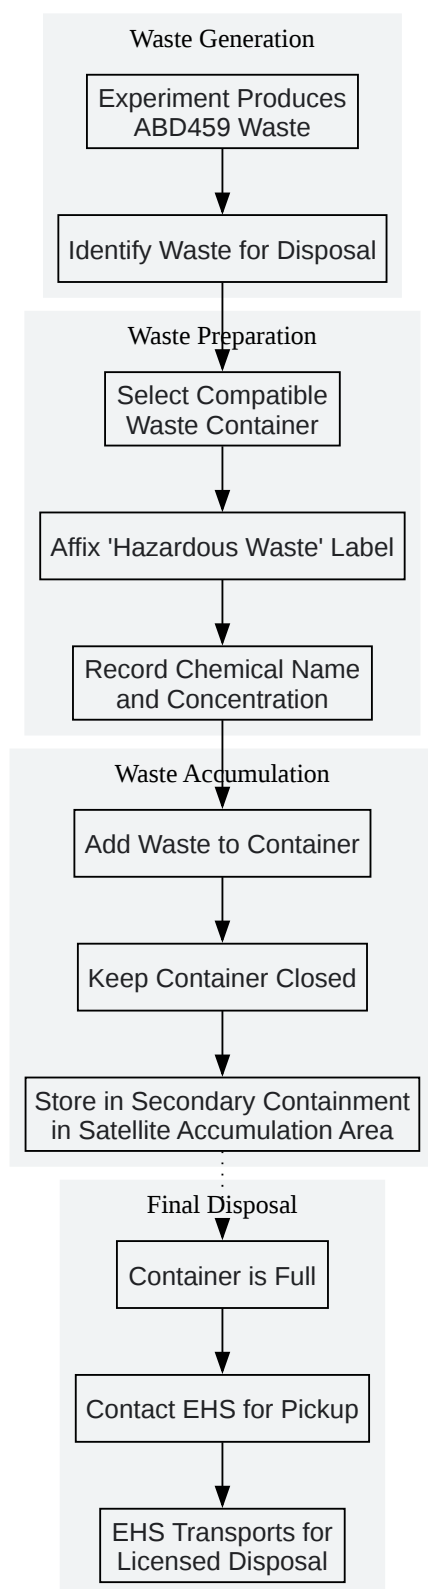 Waste Generation
Experiment Produces
ABD459 Waste
Identify Waste for Disposal
Waste Preparation
Select Compatible
Waste Container
Affix 'Hazardous Waste' Label
Record Chemical Name
and Concentration
Waste Accumulation
Add Waste to Container
Keep Container Closed
Store in Secondary Containment
in Satellite Accumulation Area
Final Disposal
Container is Full
Contact EHS for Pickup
EHS Transports for
Licensed Disposal